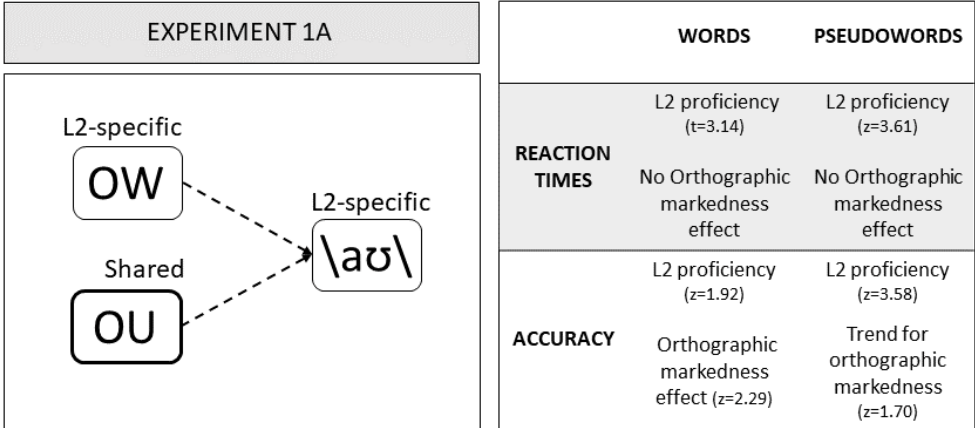 EXPERIMENT 1A
L2-specific
OW
L2-specific
\aʊ\
Shared
OU
WORDS PSEUDOWORDS
REACTION
TIMES
L2 proficiency
(t=3.14)
No Orthographic
markedness
effect
L2 proficiency
(z=3.61)
No Orthographic
markedness
effect
ACCURACY
L2 proficiency
(z=1.92)
Orthographic
markedness
effect (z=2.29)
L2 proficiency
(z=3.58)
Trend for
orthographic
markedness
(z=1.70)